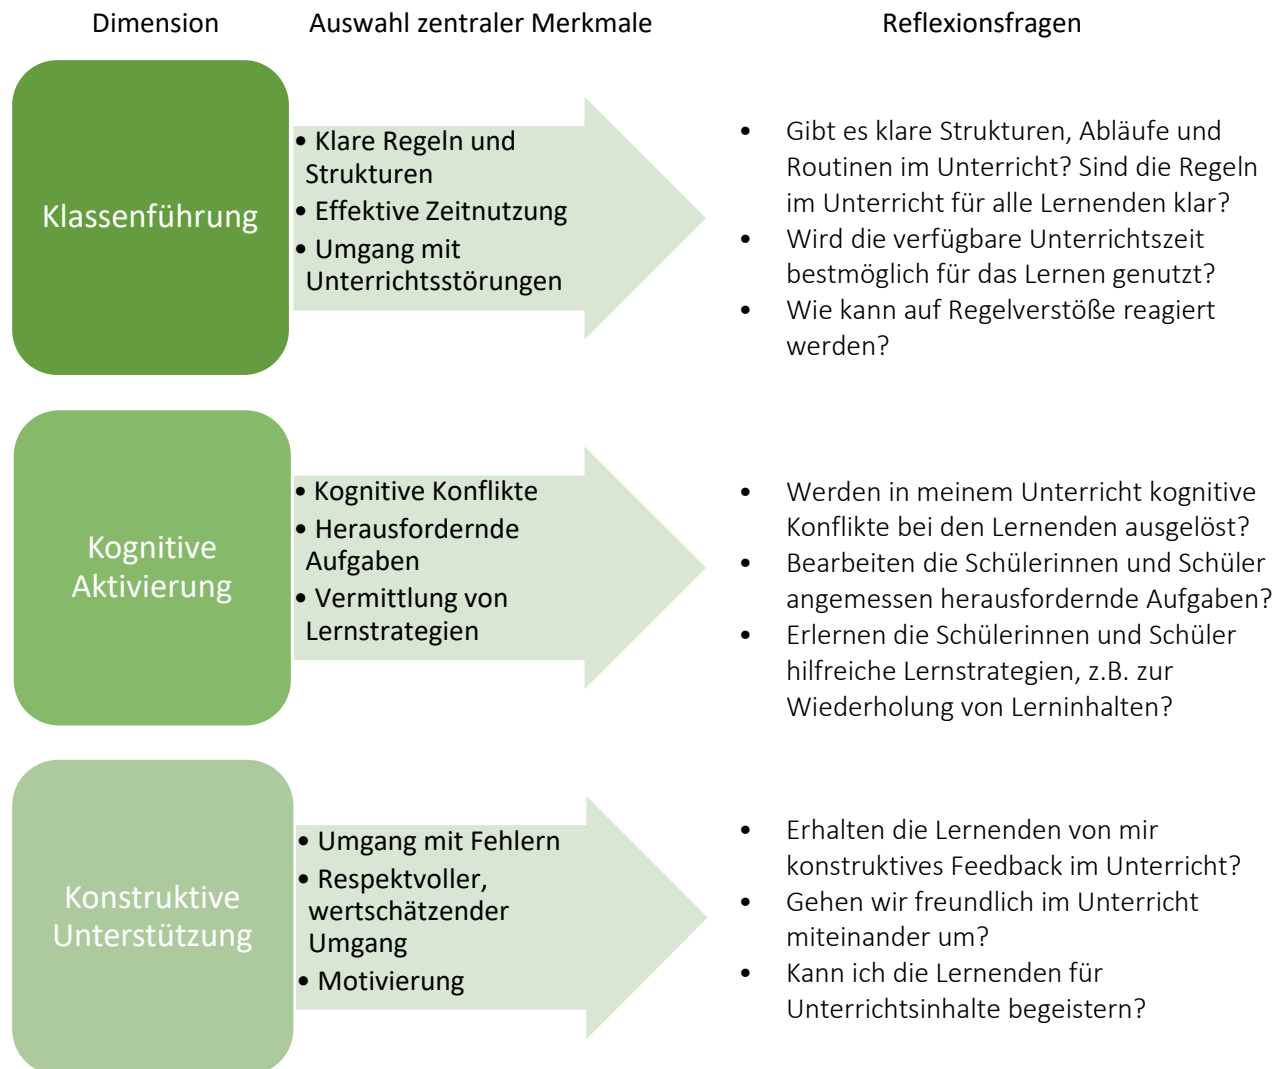 Dimension
Auswahl zentraler Merkmale
Reflexionsfragen
Klassenführung
• Klare Regeln und
Strukturen
• Effektive Zeitnutzung
• Umgang mit
Unterrichtsstörungen
• Gibt es klare Strukturen, Abläufe und
Routinen im Unterricht? Sind die Regeln
im Unterricht für alle Lernenden klar?
• Wird die verfügbare Unterrichtszeit
bestmöglich für das Lernen genutzt?
• Wie kann auf Regelverstöße reagiert
werden?
Kognitive
Aktivierung
• Kognitive Konflikte
• Herausfordernde
Aufgaben
• Vermittlung von
Lernstrategien
• Werden in meinem Unterricht kognitive
Konflikte bei den Lernenden ausgelöst?
• Bearbeiten die Schülerinnen und Schüler
angemessen herausfordernde Aufgaben?
• Erlernen die Schülerinnen und Schüler
hilfreiche Lernstrategien, z.B. zur
Wiederholung von Lerninhalten?
Konstruktive
Unterstützung
• Umgang mit Fehlern
• Respektvoller,
wertschätzender
Umgang
• Motivierung
• Erhalten die Lernenden von mir
konstruktives Feedback im Unterricht?
• Gehen wir freundlich im Unterricht
miteinander um?
• Kann ich die Lernenden für
Unterrichtsinhalte begeistern?